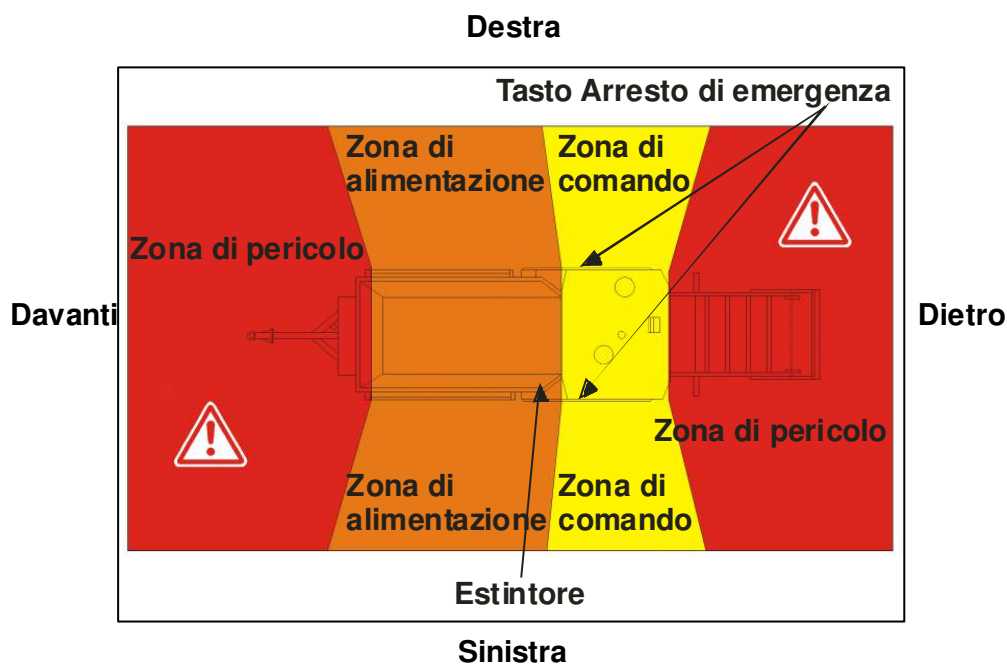 Destra
Tasto Arresto di emergenza
Zona di
alimentazione
Zona di
comando
Zona di pericolo
Davanti
Dietro
Zona di pericolo
Zona di
alimentazione
Zona di
comando
Estintore
Sinistra